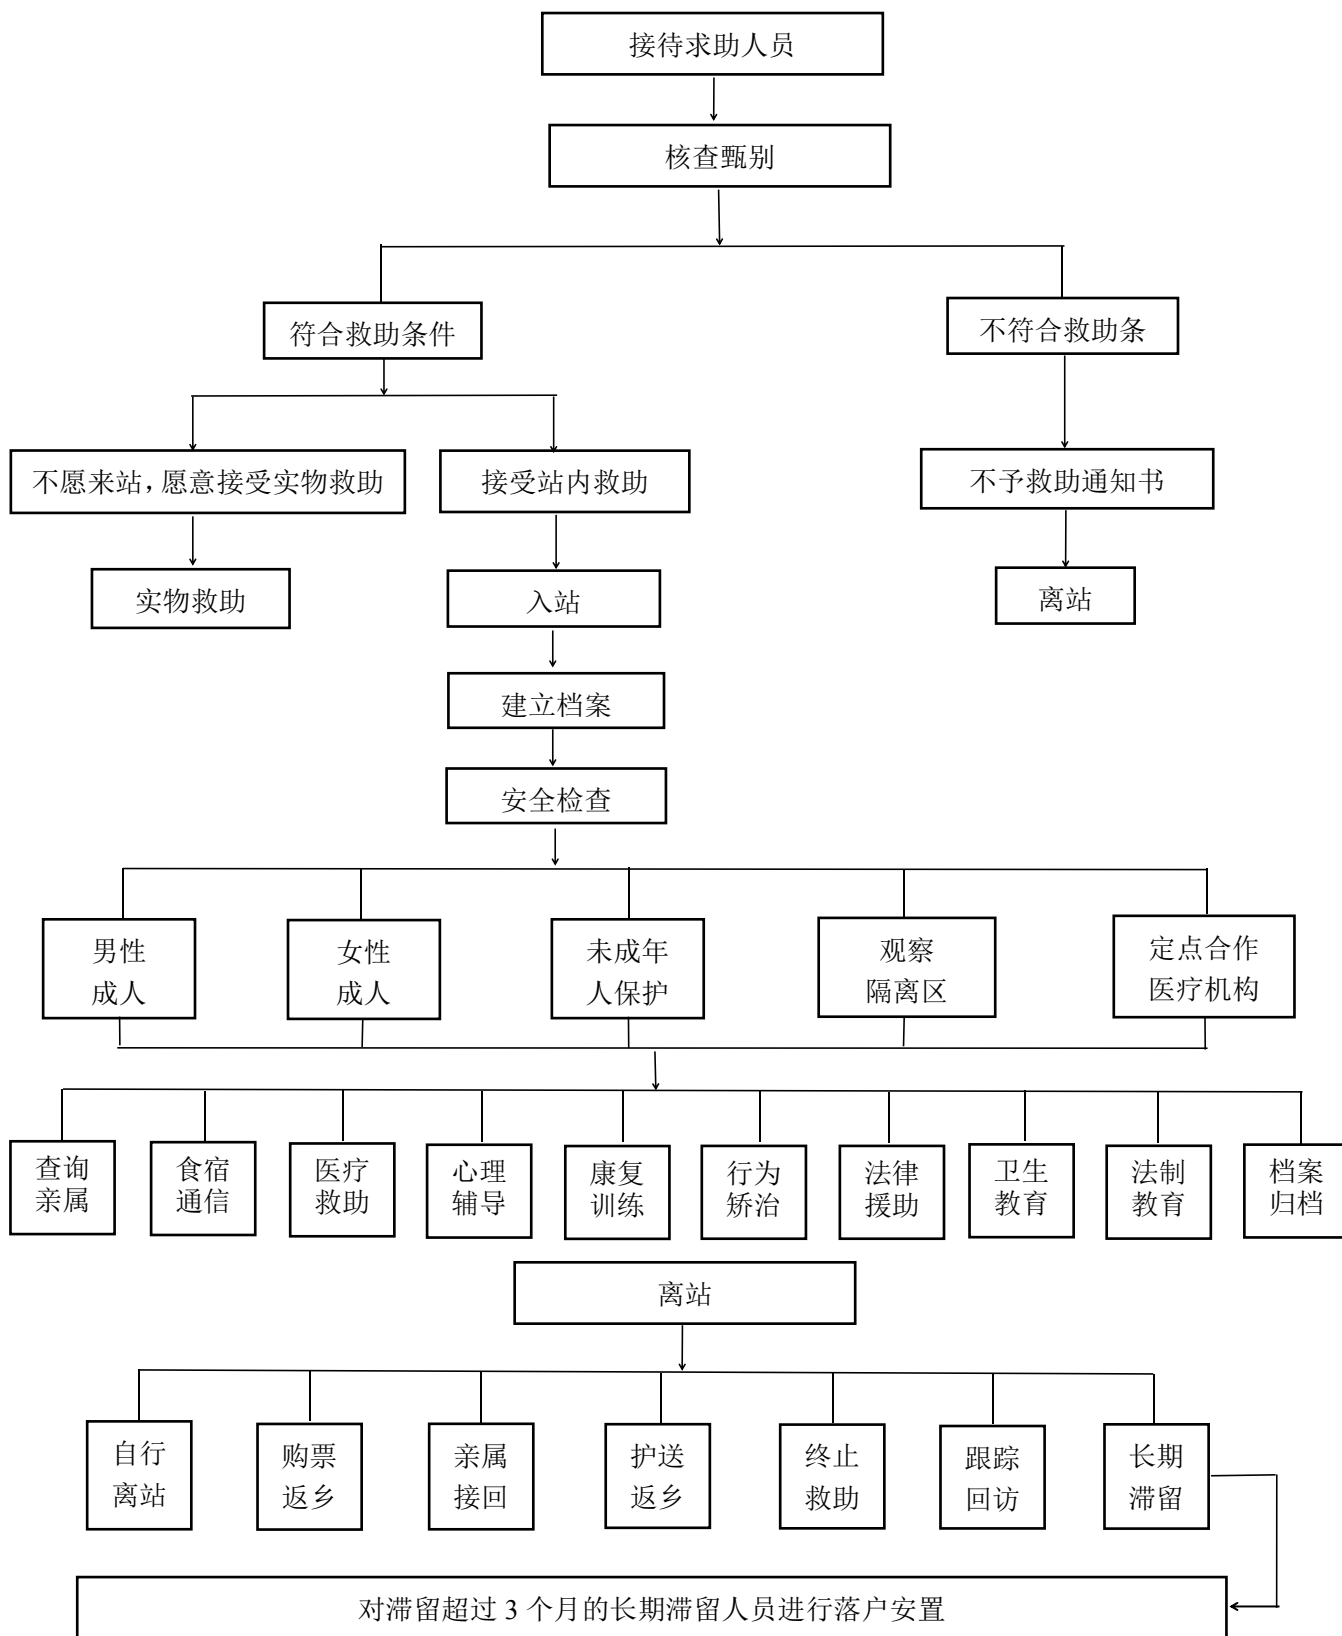 接待求助人员
核查甄别
符合救助条件
不符合救助条
不愿来站，愿意接受实物救助
接受站内救助
不予救助通知书
实物救助
入站
离站
建立档案
安全检查
男性
成人
女性
成人
未成年
人保护
观察
隔离区
定点合作
医疗机构
查询
亲属
食宿
通信
医疗
救助
心理
辅导
康复
训练
行为
矫治
法律
援助
卫生
教育
法制
教育
档案
归档
离站
自行
离站
购票
返乡
亲属
接回
护送
返乡
终止
救助
跟踪
回访
长期
滞留
对滞留超过 3 个月的长期滞留人员进行落户安置